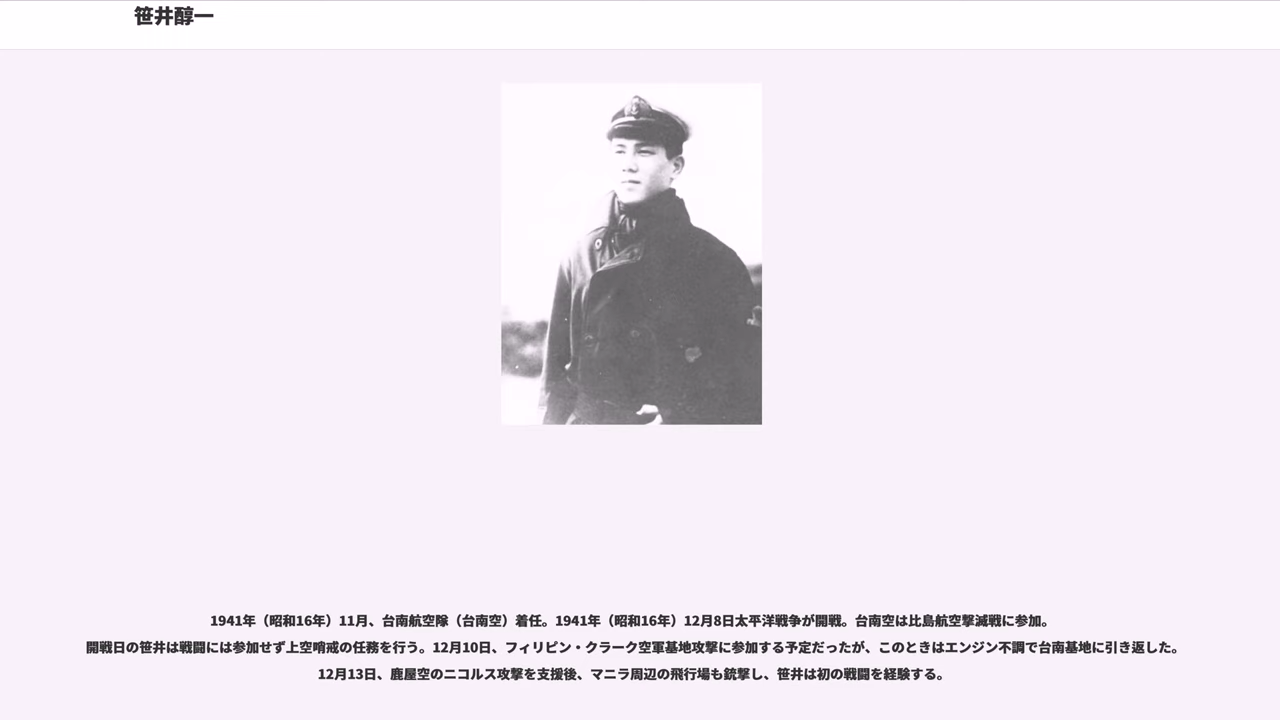 笹井醇一
1941年（昭和16年）11月、台南航空隊（台南空）着任。1941年（昭和16年）12月8日太平洋戦争が開戦。台南空は比島航空撃滅戦に参加。
開戦日の笹井は戦闘には参加せず上空哨戒の任務を行う。12月10日、フィリピン・クラーク空軍基地攻撃に参加する予定だったが、このときはエンジン不調で台南基地に引き返した。
12月13日、鹿屋空のニコルス攻撃を支援後、マニラ周辺の飛行場も銃撃し、笹井は初の戦闘を経験する。